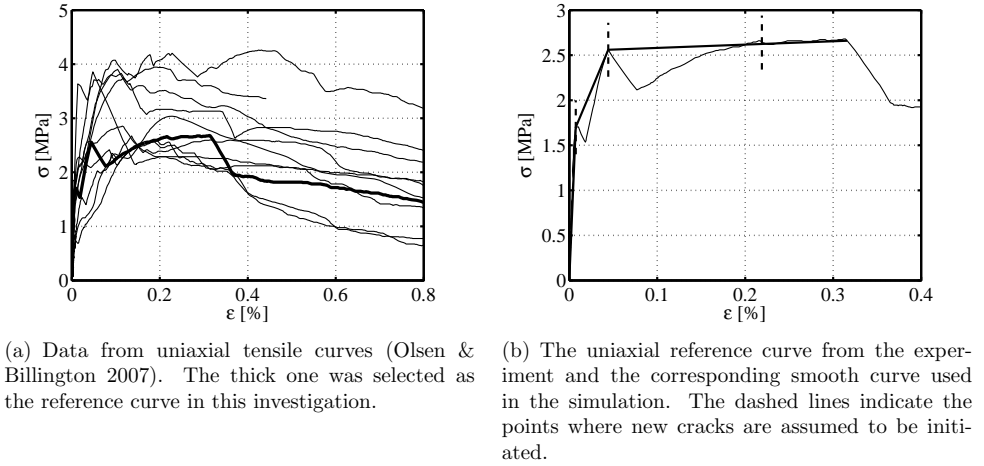 5
4
3
2
1
0
σ [MPa]
0
0.2
0.4
0.6
0.8
ε [%]
3
2.5
2
1.5
1
0.5
0
σ [MPa]
0
0.1
0.2
0.3
0.4
ε [%]
(a) Data from uniaxial tensile curves (Olsen &
Billington 2007). The thick one was selected as
the reference curve in this investigation.
(b) The uniaxial reference curve from the exper-
iment and the corresponding smooth curve used
in the simulation. The dashed lines indicate the
points where new cracks are assumed to be initi-
ated.